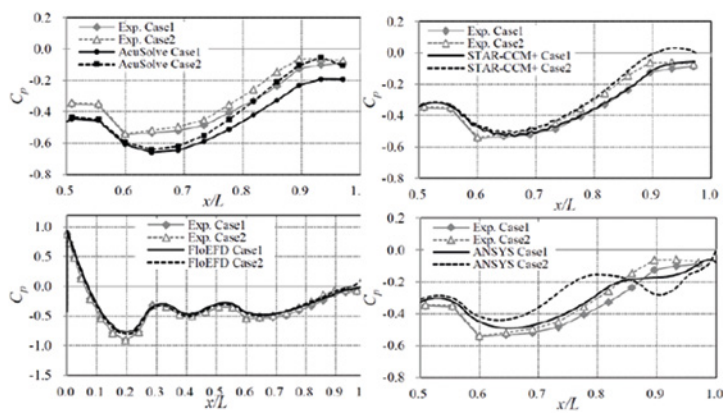 0.2
0.0
-0.2
-0.4
-0.6
-0.8
Cp
Exp. Case1
Exp. Case2
AcuSolve Case1
AcuSolve Case2
0.5 0.6 0.7 0.8 0.9 1.0
x/L
0.2
0.0
-0.2
-0.4
-0.6
-0.8
Cp
Exp. Case1
Exp. Case2
STAR-CCM+ Case1
STAR-CCM+ Case2
0.5 0.6 0.7 0.8 0.9 1.0
x/L
1.0
0.5
0.0
-0.5
-1.0
-1.5
Cp
Exp. Case1
Exp. Case2
FloEFD Case1
FloEFD Case2
0.0 0.1 0.2 0.3 0.4 0.5 0.6 0.7 0.8 0.9 1
x/L
0.2
0.0
-0.2
-0.4
-0.6
-0.8
Cp
Exp. Case1
Exp. Case2
ANSYS Case1
ANSYS Case2
0.5 0.6 0.7 0.8 0.9 1.0
x/L